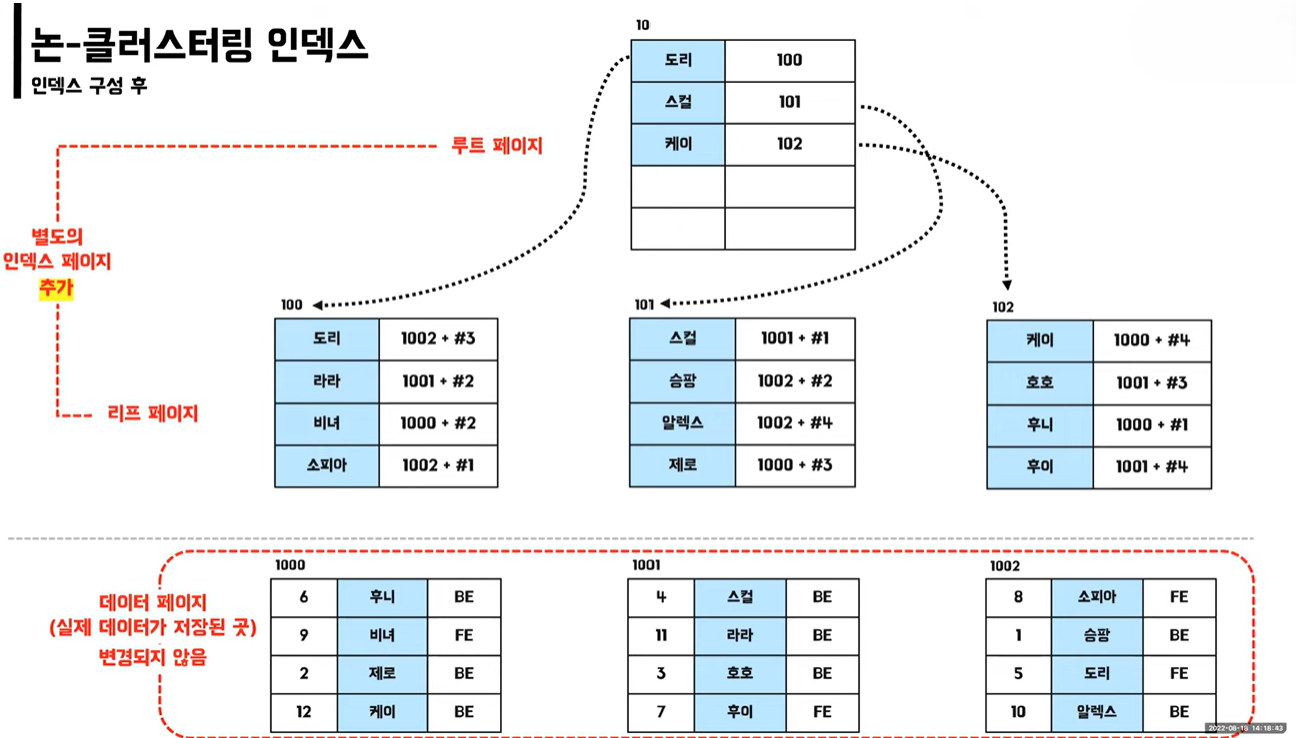 논-클러스터링 인덱스
인덱스 구성 후
10
도리 100
스컬 101
케이 102
루트 페이지
별도의
인덱스 페이지
추가
리프 페이지
100
도리 1002 + #3
라라 1001 + #2
비녀 1000 + #2
소피아 1002 + #1
101
스컬 1001 + #1
승팡 1002 + #2
알렉스 1002 + #4
제로 1000 + #3
102
케이 1000 + #4
호호 1001 + #3
후니 1000 + #1
후이 1001 + #4
데이터 페이지
(실제 데이터가 저장된 곳)
변경되지 않음
1000
6 후니 BE
9 비녀 FE
2 제로 BE
12 케이 BE
1001
4 스컬 BE
11 라라 BE
3 호호 BE
7 후이 FE
1002
8 소피아 FE
1 승팡 BE
5 도리 FE
10 알렉스 BE
2022-08-18 14:18:43